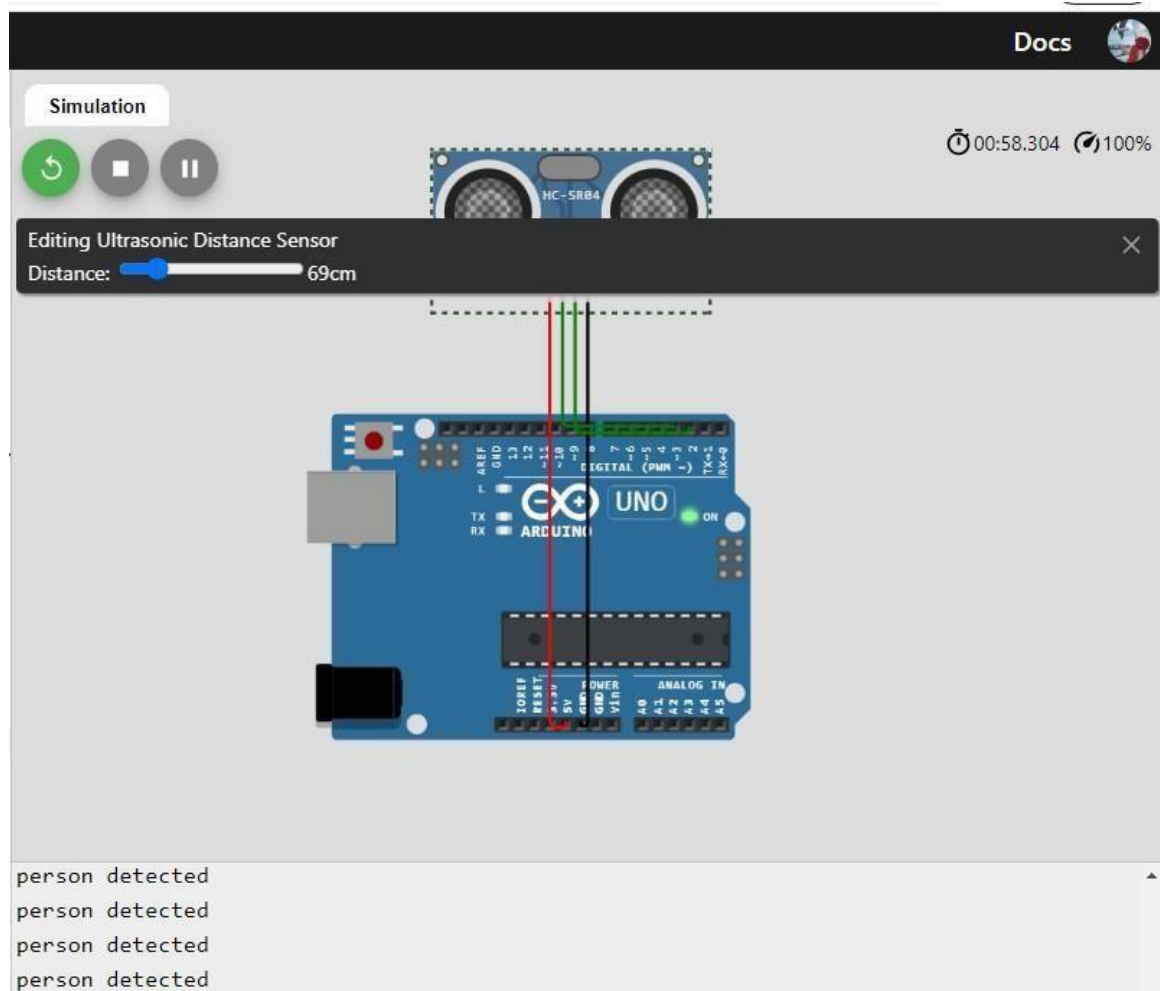 Docs
Simulation
00:58.304 100%
HC-SR04
Editing Ultrasonic Distance Sensor
Distance: 69cm
AREF
GND
13
12
~11
~10
~9
8
7
~6
~5
4
~3
2
TX→1
RX←0
DIGITAL (PWM ~)
L
TX
RX
ARDUINO
UNO
ON
IOREF
RESET
3.3V
5V
GND
GND
Vin
POWER
ANALOG IN
A0
A1
A2
A3
A4
A5
person detected
person detected
person detected
person detected